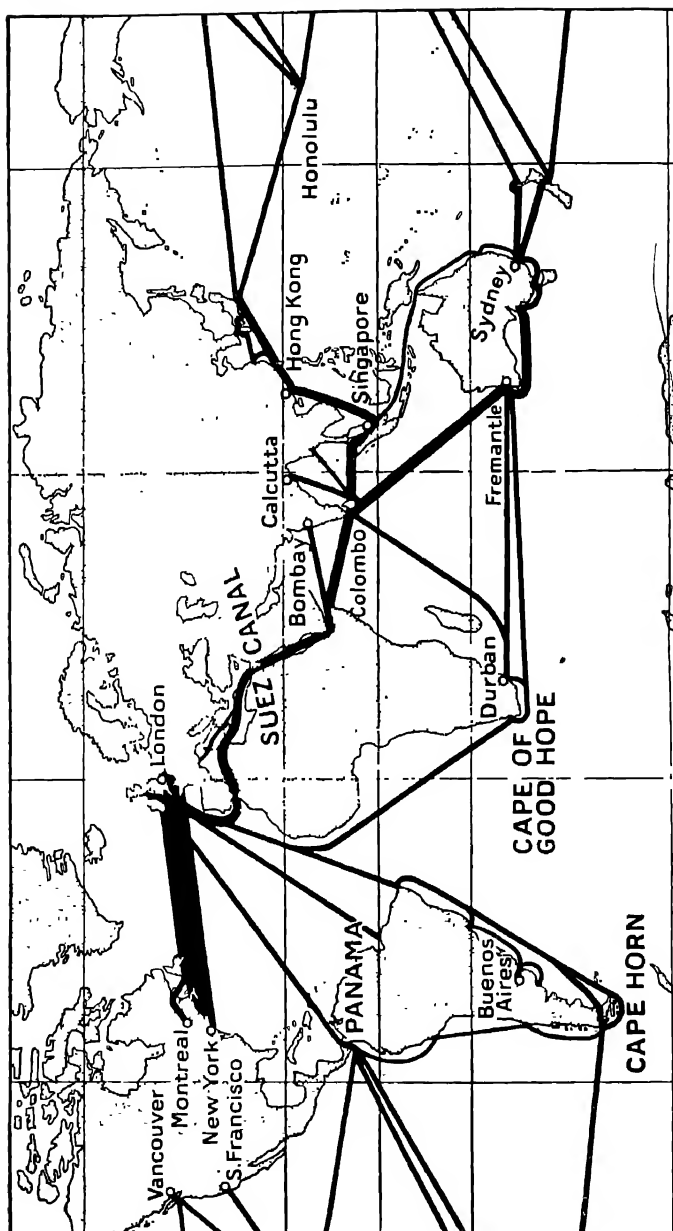 Vancouver
Montreal
New York
S.Francisco
PANAMA
Buenos
Aires
CAPE HORN
London
SUEZ CANAL
CAPE OF
GOOD HOPE
Durban
Bombay
Calcutta
Colombo
Fremantle
Hong Kong
Singapore
Sydney
Honolulu